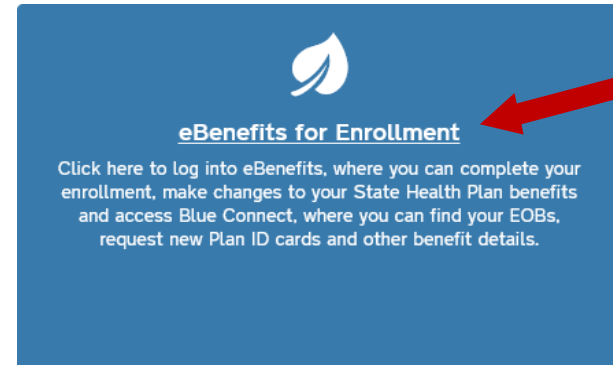 eBenefits for Enrollment
Click here to log into eBenefits, where you can complete your
enrollment, make changes to your State Health Plan benefits
and access Blue Connect, where you can find your EOBs,
request new Plan ID cards and other benefit details.